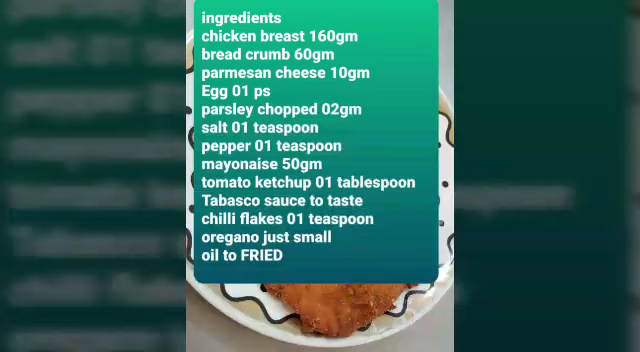 ingredients
chicken breast 160gm
bread crumb 60gm
parmesan cheese 10gm
Egg 01 ps
parsley chopped 02gm
salt 01 teaspoon
pepper 01 teaspoon
mayonaise 50gm
tomato ketchup 01 tablespoon
Tabasco sauce to taste
chilli flakes 01 teaspoon
oregano just small
oil to FRIED